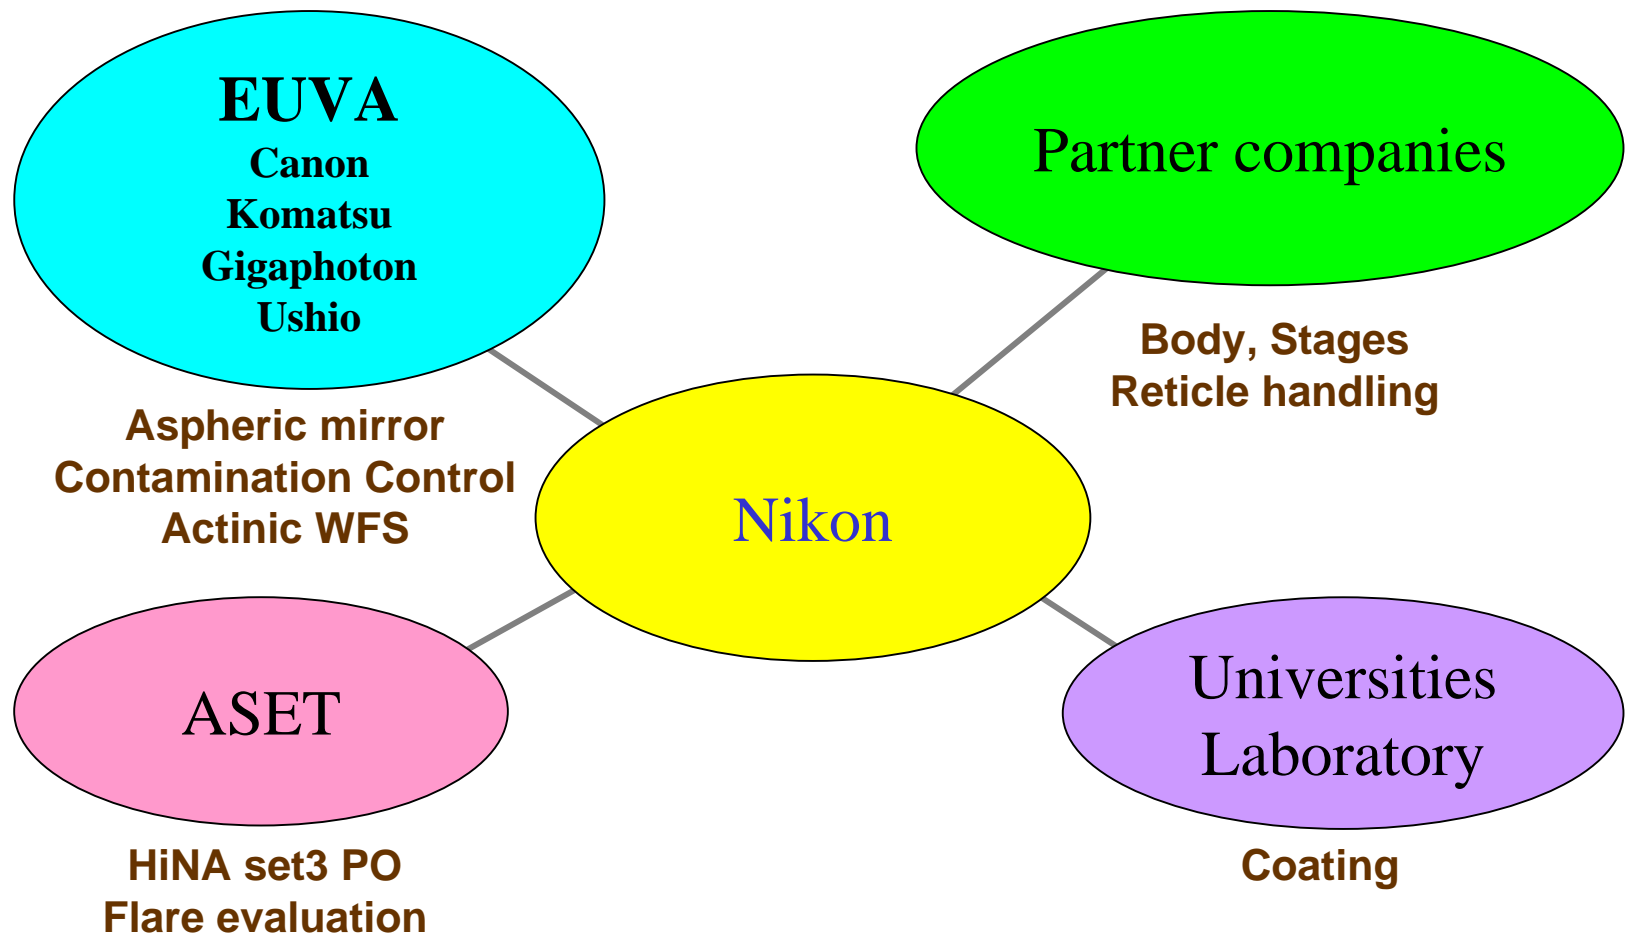 EUVA
Canon
Komatsu
Gigaphoton
Ushio
Aspheric mirror
Contamination Control
Actinic WFS
Partner companies
Body, Stages
Reticle handling
Nikon
ASET
HiNA set3 PO
Flare evaluation
Universities
Laboratory
Coating